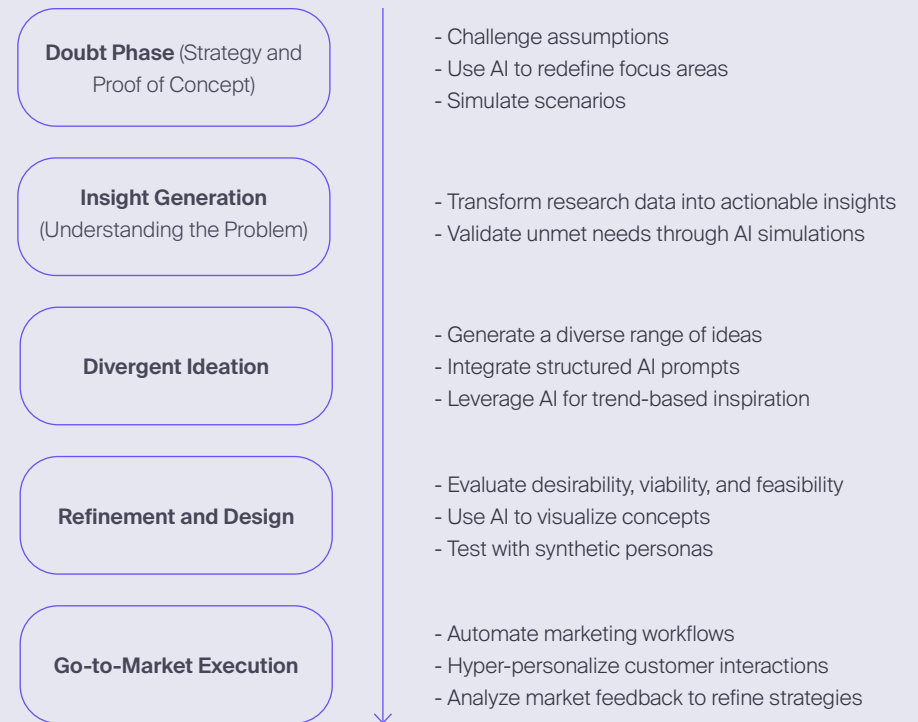 Doubt Phase (Strategy and
Proof of Concept)
- Challenge assumptions
- Use AI to redefine focus areas
- Simulate scenarios
Insight Generation
(Understanding the Problem)
- Transform research data into actionable insights
- Validate unmet needs through AI simulations
Divergent Ideation
- Generate a diverse range of ideas
- Integrate structured AI prompts
- Leverage AI for trend-based inspiration
Refinement and Design
- Evaluate desirability, viability, and feasibility
- Use AI to visualize concepts
- Test with synthetic personas
Go-to-Market Execution
- Automate marketing workflows
- Hyper-personalize customer interactions
- Analyze market feedback to refine strategies